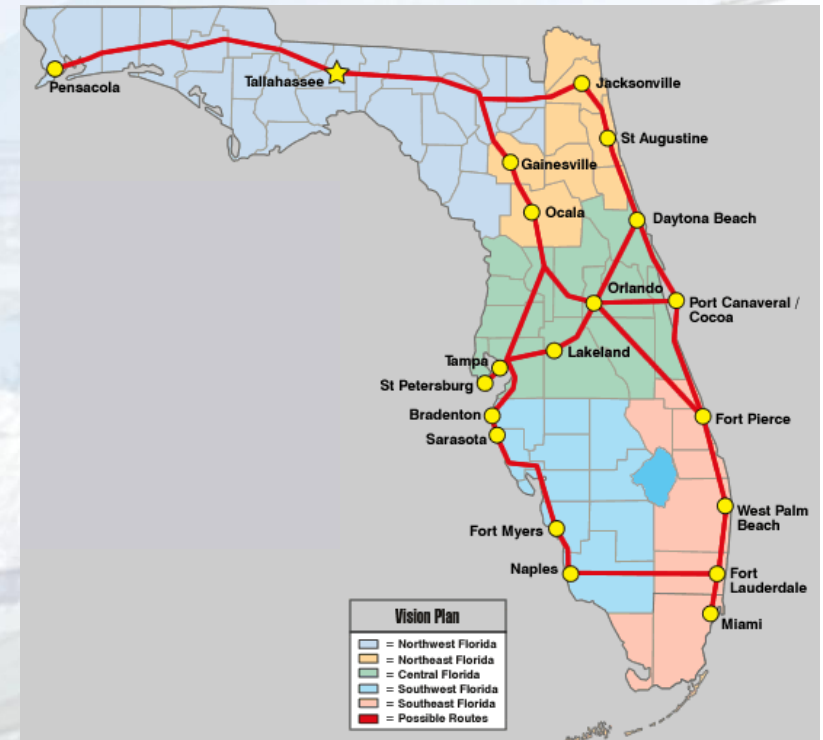 Pensacola
Tallahassee
Jacksonville
St Augustine
Gainesville
Ocala
Daytona Beach
Orlando
Port Canaveral /
Cocoa
Tampa
Lakeland
St Petersburg
Bradenton
Sarasota
Fort Pierce
West Palm
Beach
Fort Myers
Naples
Fort
Lauderdale
Miami
Vision Plan
= Northwest Florida
= Northeast Florida
= Central Florida
= Southwest Florida
= Southeast Florida
= Possible Routes